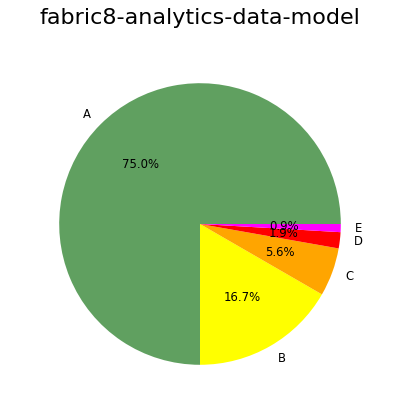 fabric8-analytics-data-model
A
75.0%
0.9%
E
1.9%
D
5.6%
C
16.7%
B